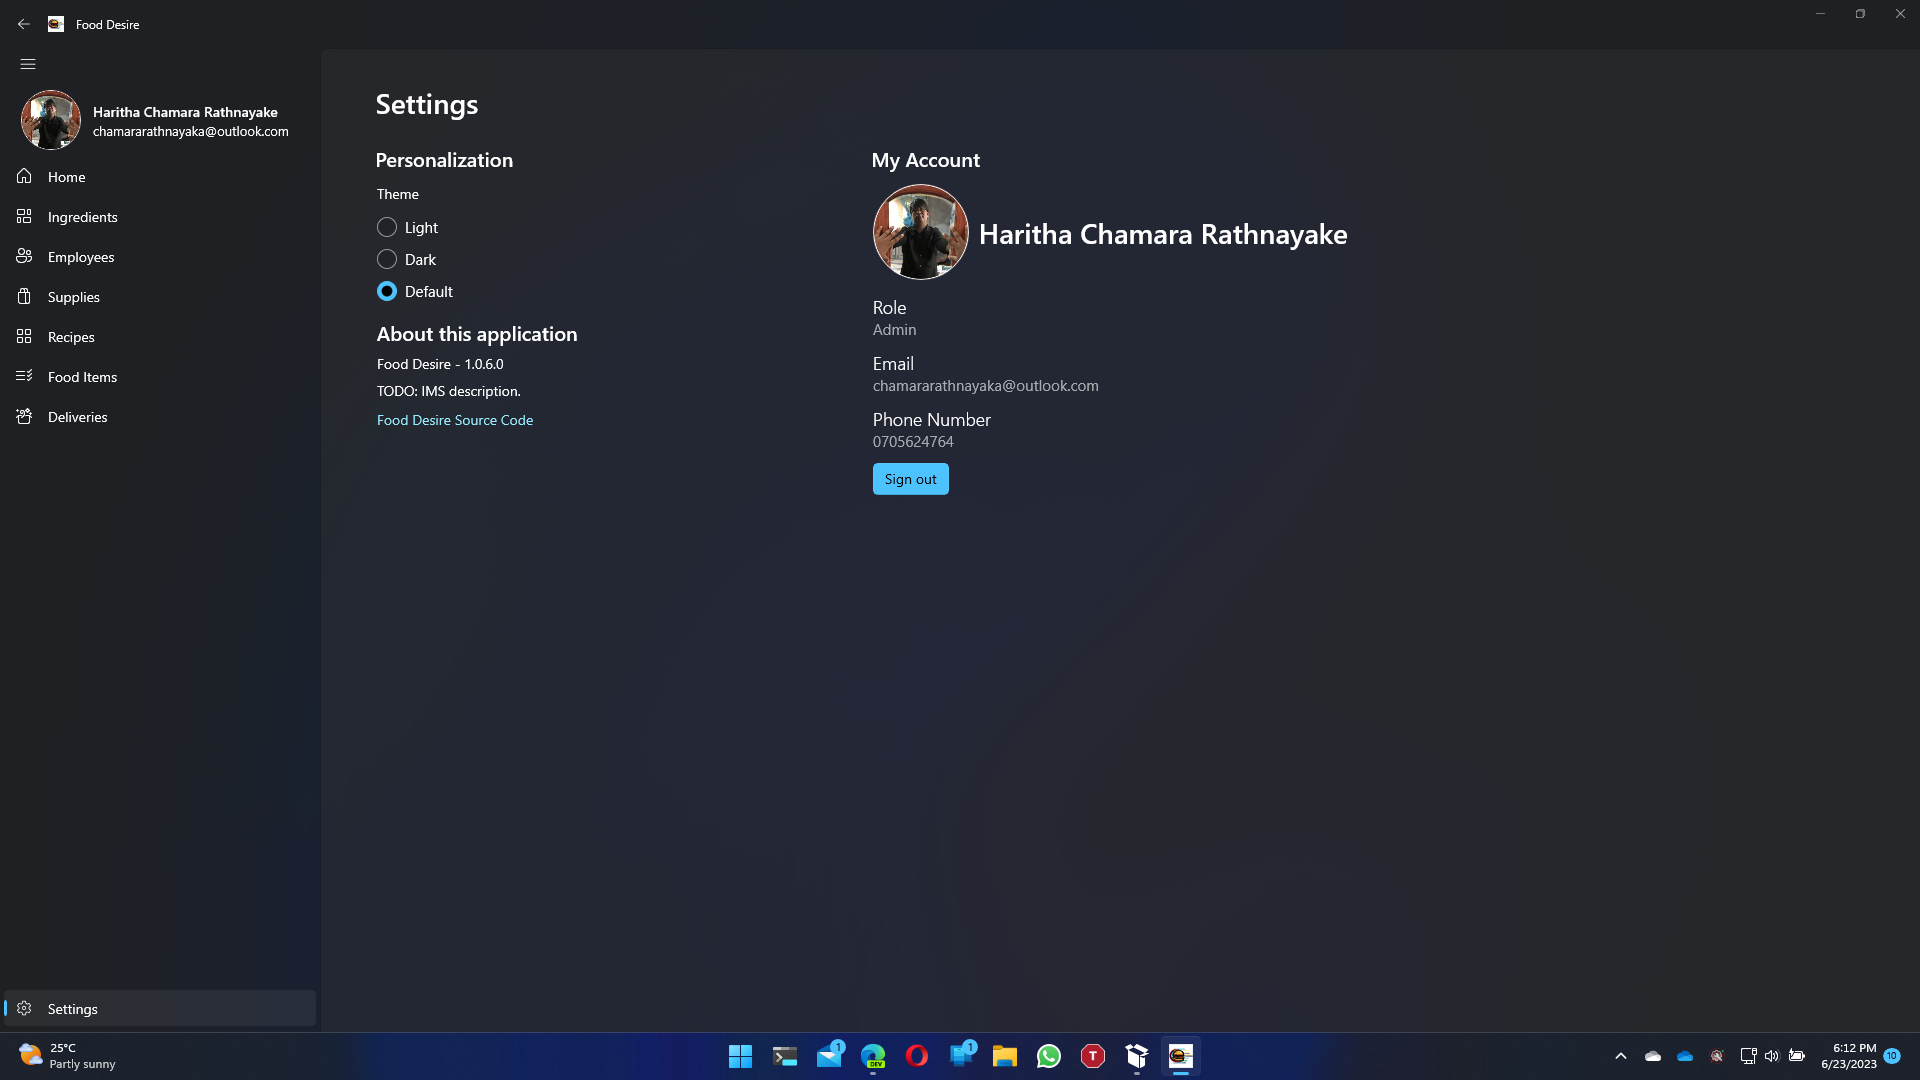 Food Desire
Haritha Chamara Rathnayake
chamararathnayaka@outlook.com
Home
Ingredients
Employees
Supplies
Recipes
Food Items
Deliveries
Settings
Settings
Personalization
Theme
Light
Dark
Default
About this application
Food Desire - 1.0.6.0
TODO: IMS description.
Food Desire Source Code
My Account
Haritha Chamara Rathnayake
Role
Admin
Email
chamararathnayaka@outlook.com
Phone Number
0705624764
Sign out
25°C
Partly sunny
1
DEV
1
T
6:12 PM
6/23/2023
10